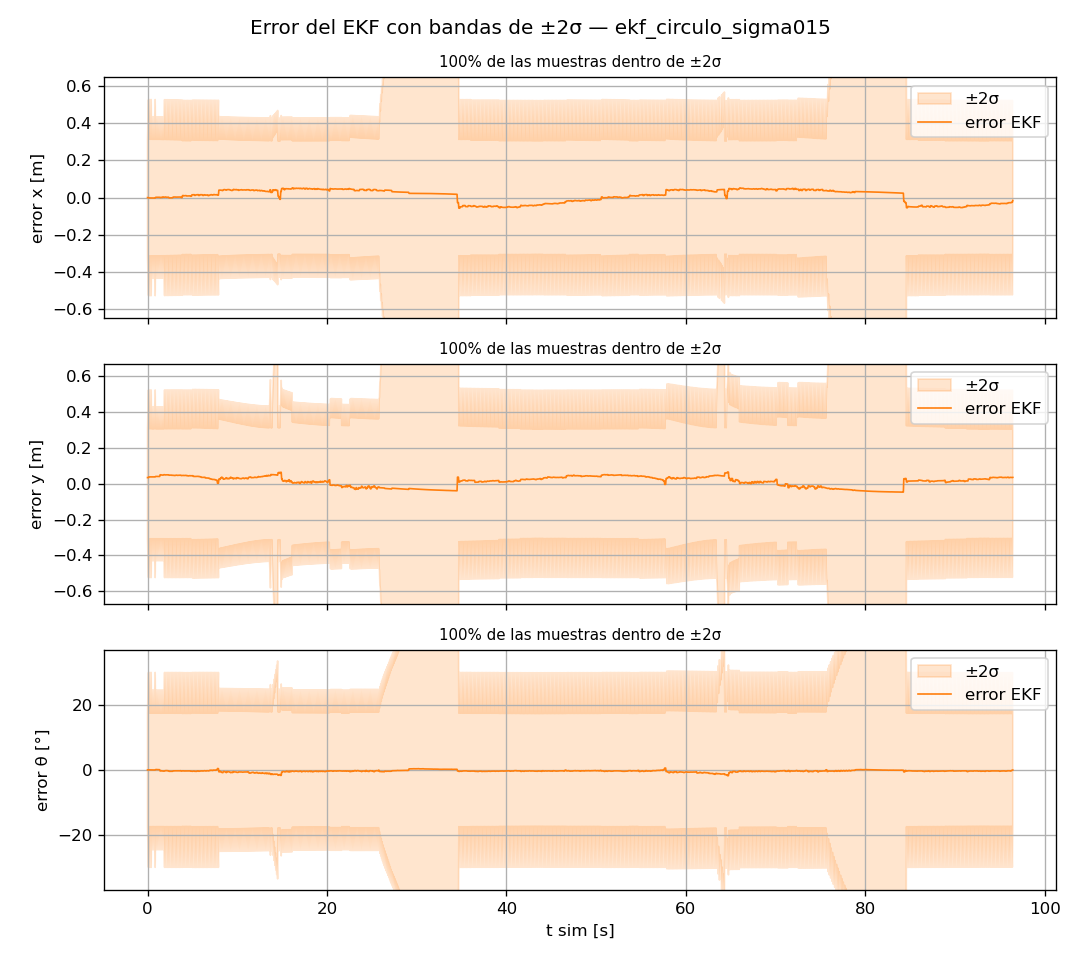 Error del EKF con bandas de ±2σ — ekf_circulo_sigma015
100% de las muestras dentro de ±2σ
0.6
0.4
0.2
0.0
−0.2
−0.4
−0.6
error x [m]
±2σ
error EKF
100% de las muestras dentro de ±2σ
0.6
0.4
0.2
0.0
−0.2
−0.4
−0.6
error y [m]
±2σ
error EKF
100% de las muestras dentro de ±2σ
20
0
−20
error θ [°]
±2σ
error EKF
0 20 40 60 80 100
t sim [s]